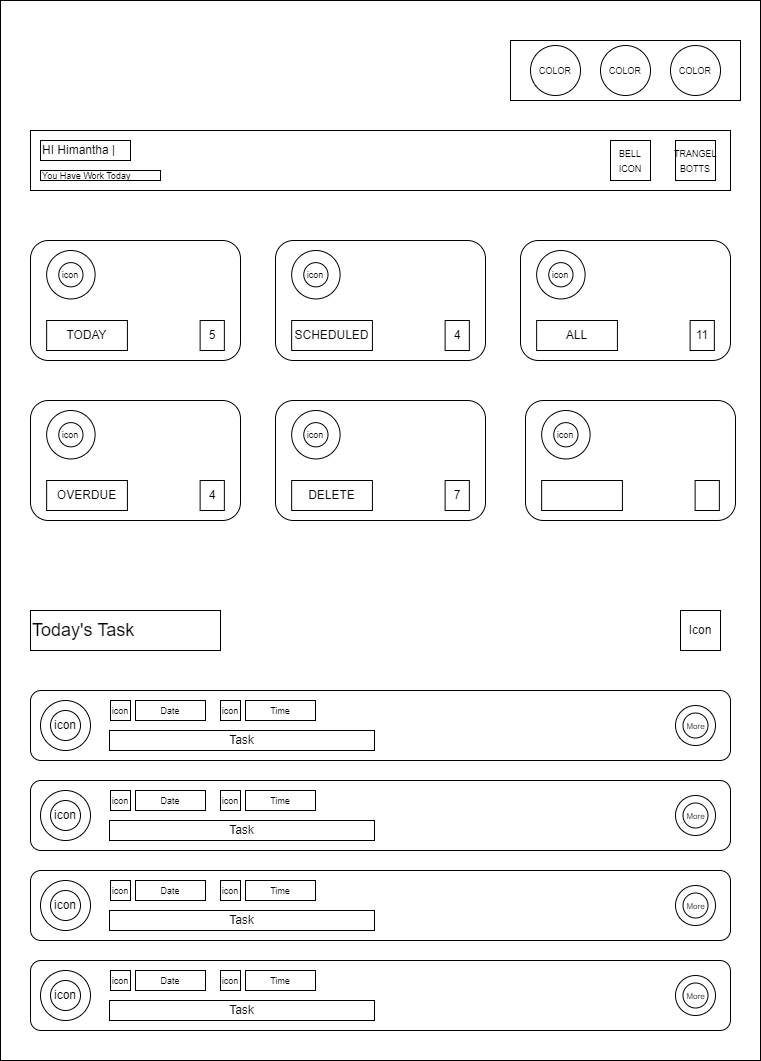 COLOR COLOR COLOR
HI Himantha |
You Have Work Today
BELL
ICON
TRANGEL
BOTTS
icon icon icon
TODAY 5 SCHEDULED 4 ALL 11
icon icon icon
OVERDUE 4 DELETE 7
Today's Task Icon
icon icon Date icon Time More
Task
icon icon Date icon Time More
Task
icon icon Date icon Time More
Task
icon icon Date icon Time More
Task